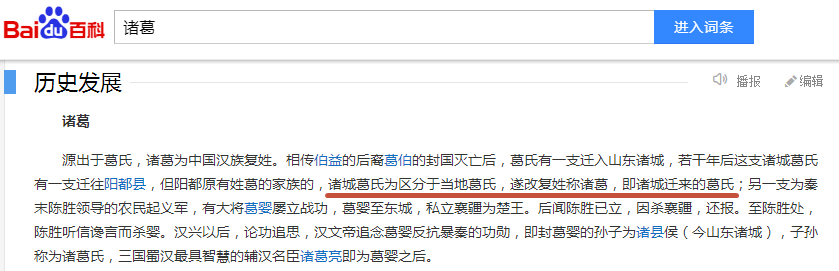 Bai du 百科
诸葛
进入词条
历史发展
播报
编辑
诸葛
源出于葛氏，诸葛为中国汉族复姓。相传伯益的后裔葛伯的封国灭亡后，葛氏有一支迁入山东诸城，若干年后这支诸城葛氏
有一支迁往阳都县，但阳都原有姓葛的家族的，诸城葛氏为区分于当地葛氏，遂改复姓称诸葛，即诸城迁来的葛氏；另一支为秦
末陈胜领导的农民起义军，有大将葛婴屡立战功，葛婴至东城，私立襄疆为楚王。后闻陈胜已立，因杀襄疆，还报。至陈胜处，
陈胜听信谗言而杀婴。汉兴以后，论功追思，汉文帝追念葛婴反抗暴秦的功勋，即封葛婴的孙子为诸县侯（今山东诸城），子孙
称为诸葛氏，三国蜀汉最具智慧的辅汉名臣诸葛亮即为葛婴之后。